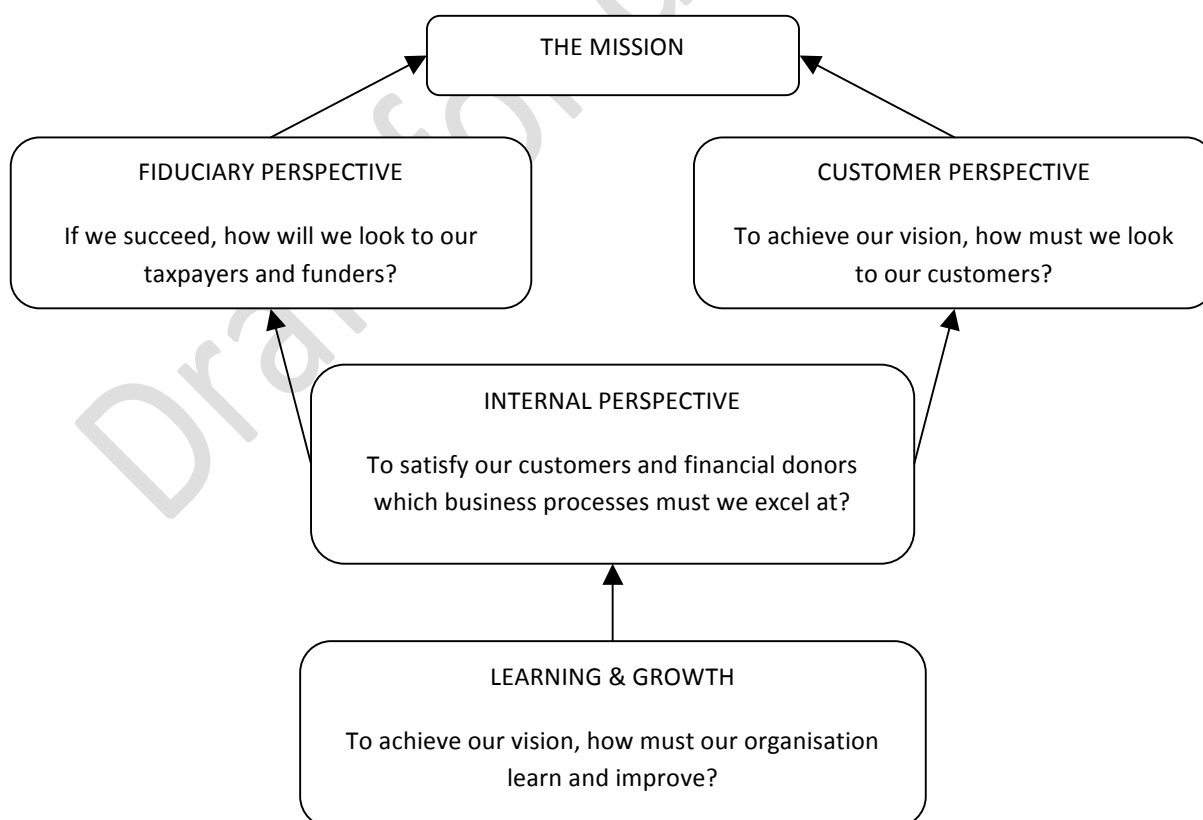 THE MISSION
FIDUCIARY PERSPECTIVE
If we succeed, how will we look to our
taxpayers and funders?
CUSTOMER PERSPECTIVE
To achieve our vision, how must we look
to our customers?
INTERNAL PERSPECTIVE
To satisfy our customers and financial donors
which business processes must we excel at?
LEARNING & GROWTH
To achieve our vision, how must our organisation
learn and improve?
Draft